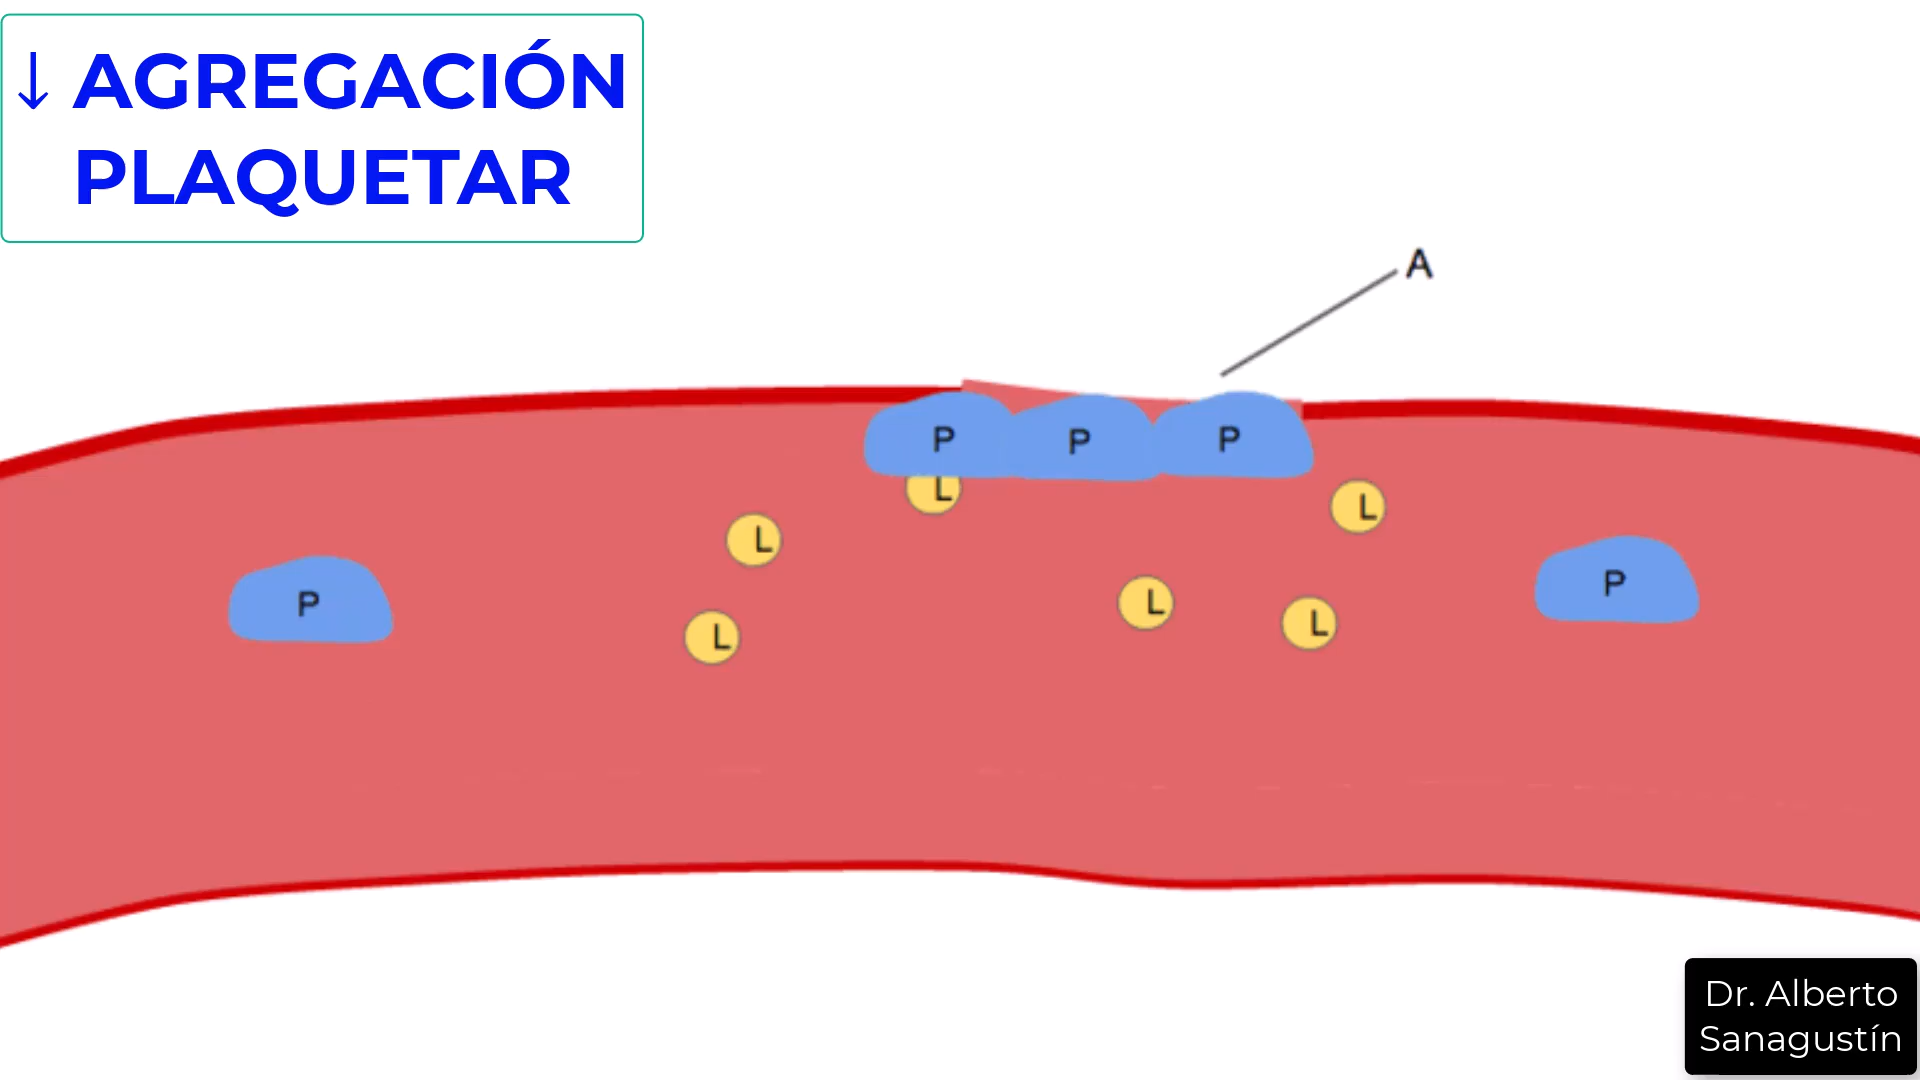 ↓ AGREGACIÓN
PLAQUETAR
A
P P P
L
L
L
P
P
L
L
L
Dr. Alberto
Sanagustín